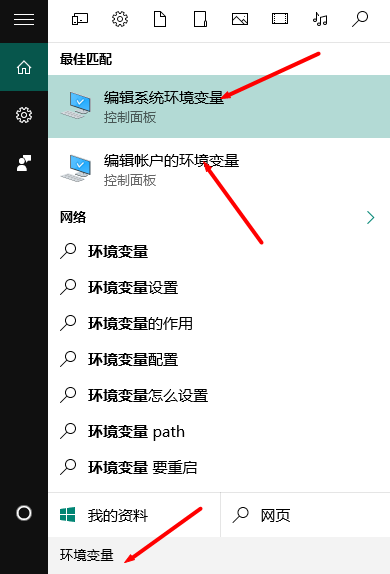 最佳匹配
编辑系统环境变量
控制面板
编辑帐户的环境变量
控制面板
网络
环境变量
环境变量设置
环境变量的作用
环境变量配置
环境变量怎么设置
环境变量 path
环境变量 要重启
我的资料
网页
环境变量